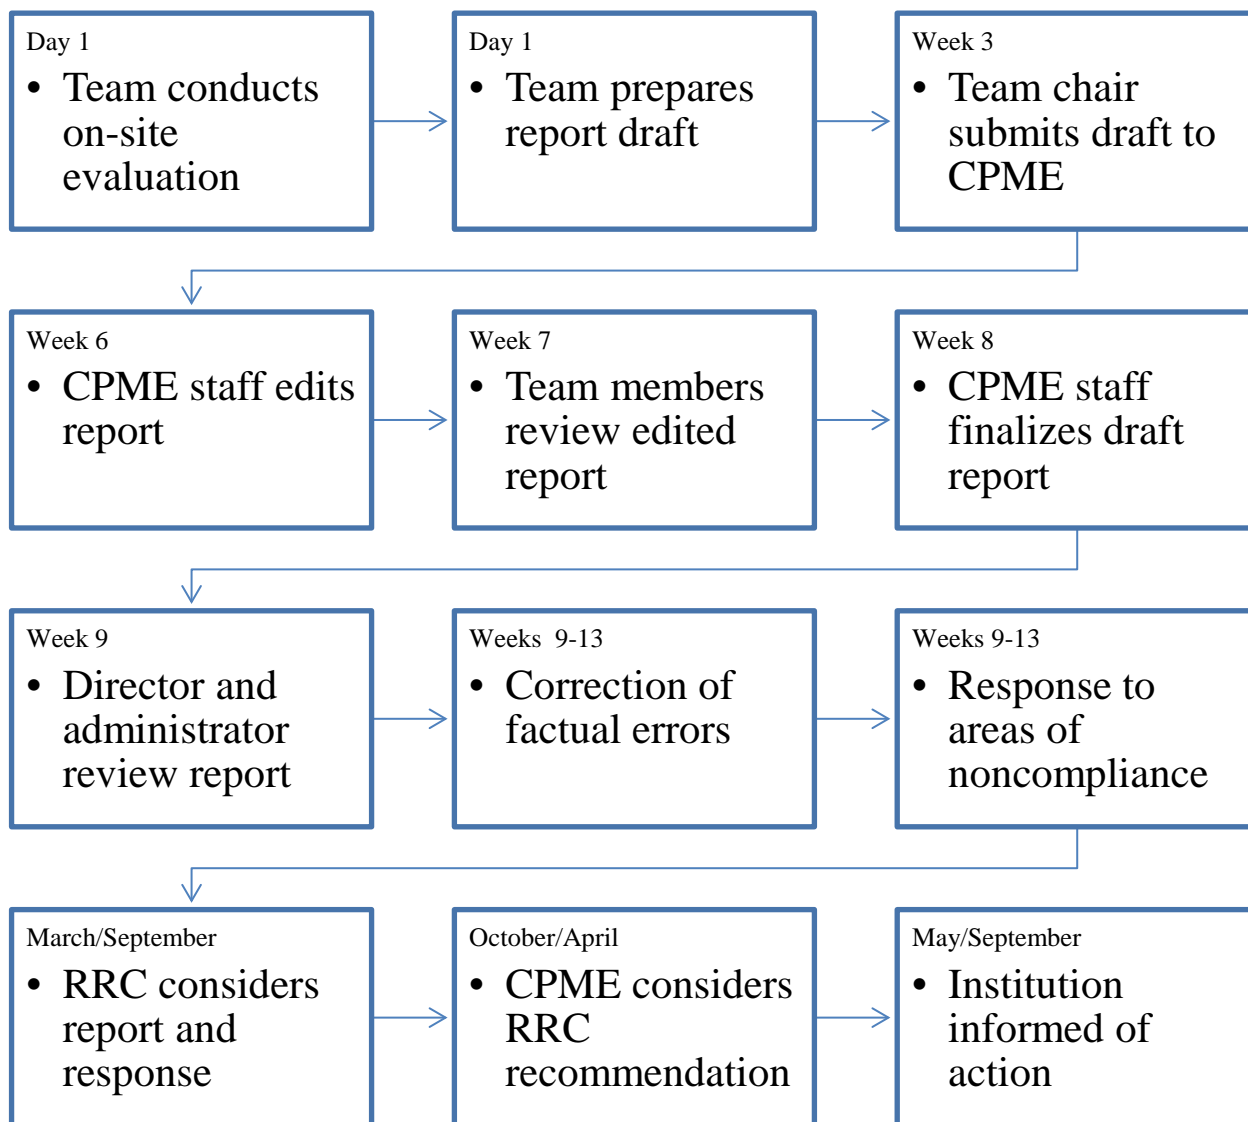 Day 1
• Team conducts
on-site
evaluation
Day 1
• Team prepares
report draft
Week 3
• Team chair
submits draft to
CPME
Week 6
• CPME staff edits
report
Week 7
• Team members
review edited
report
Week 8
• CPME staff
finalizes draft
report
Week 9
• Director and
administrator
review report
Weeks 9-13
• Correction of
factual errors
Weeks 9-13
• Response to
areas of
noncompliance
March/September
• RRC considers
report and
response
October/April
• CPME considers
RRC
recommendation
May/September
• Institution
informed of
action